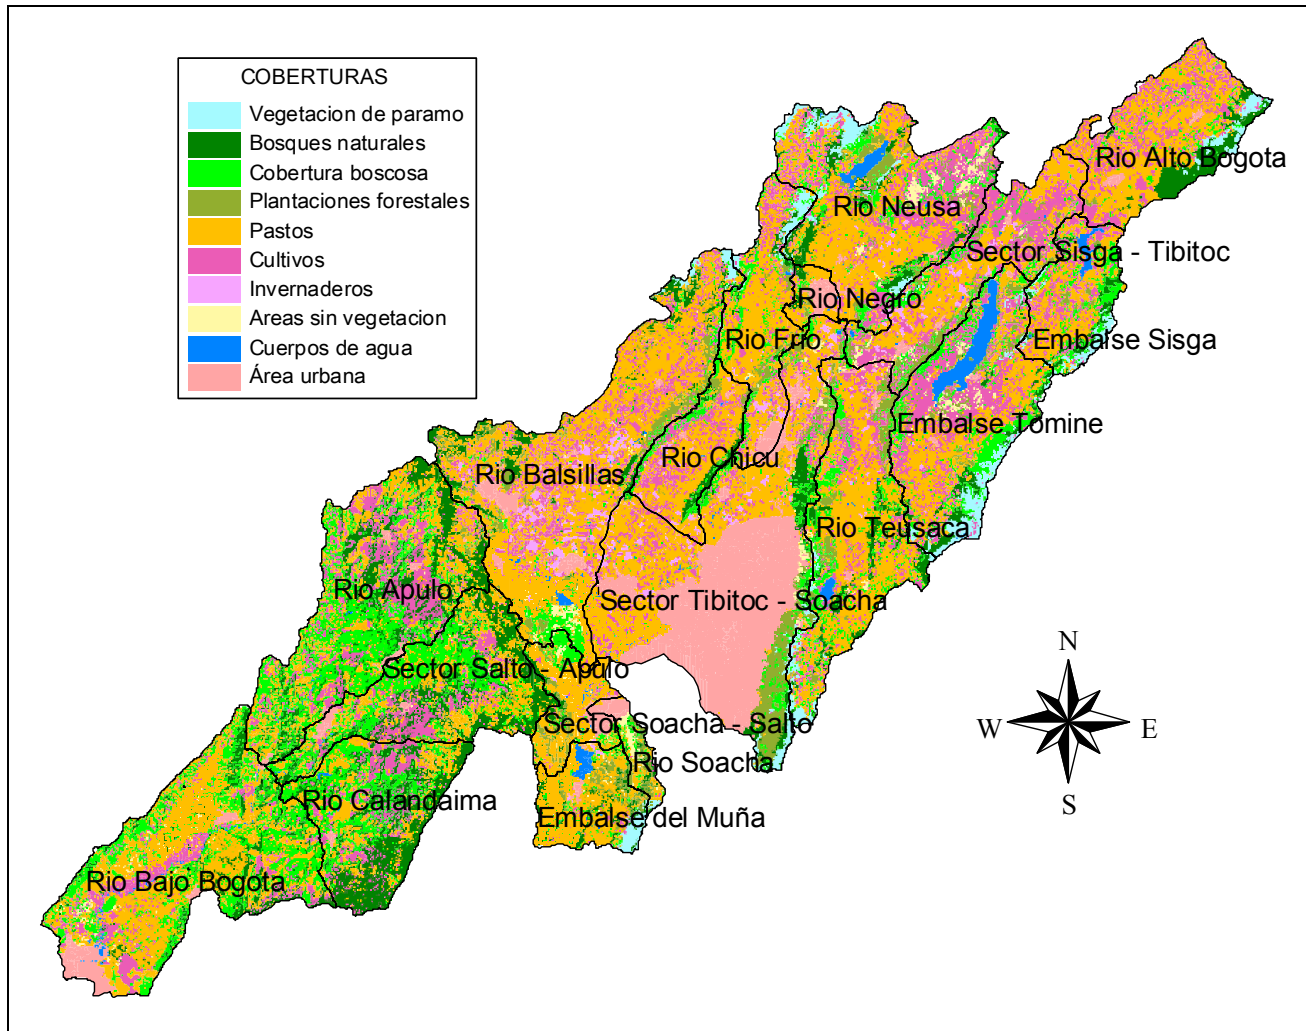 COBERTURAS
Vegetacion de paramo
Bosques naturales
Cobertura boscosa
Plantaciones forestales
Pastos
Cultivos
Invernaderos
Areas sin vegetacion
Cuerpos de agua
Área urbana
Rio Alto Bogota
Rio Neusa
Sector Sisga - Tibitoc
Rio Negro
Rio Frio
Embalse Sisga
Embalse Tomine
Rio Chicu
Rio Balsillas
Rio Teusaca
Rio Apulo
Sector Tibitoc - Soacha
Sector Salto - Apulo
Sector Soacha - Salto
Rio Soacha
Rio Calandaima
Embalse del Muña
Rio Bajo Bogota
N
W
E
S